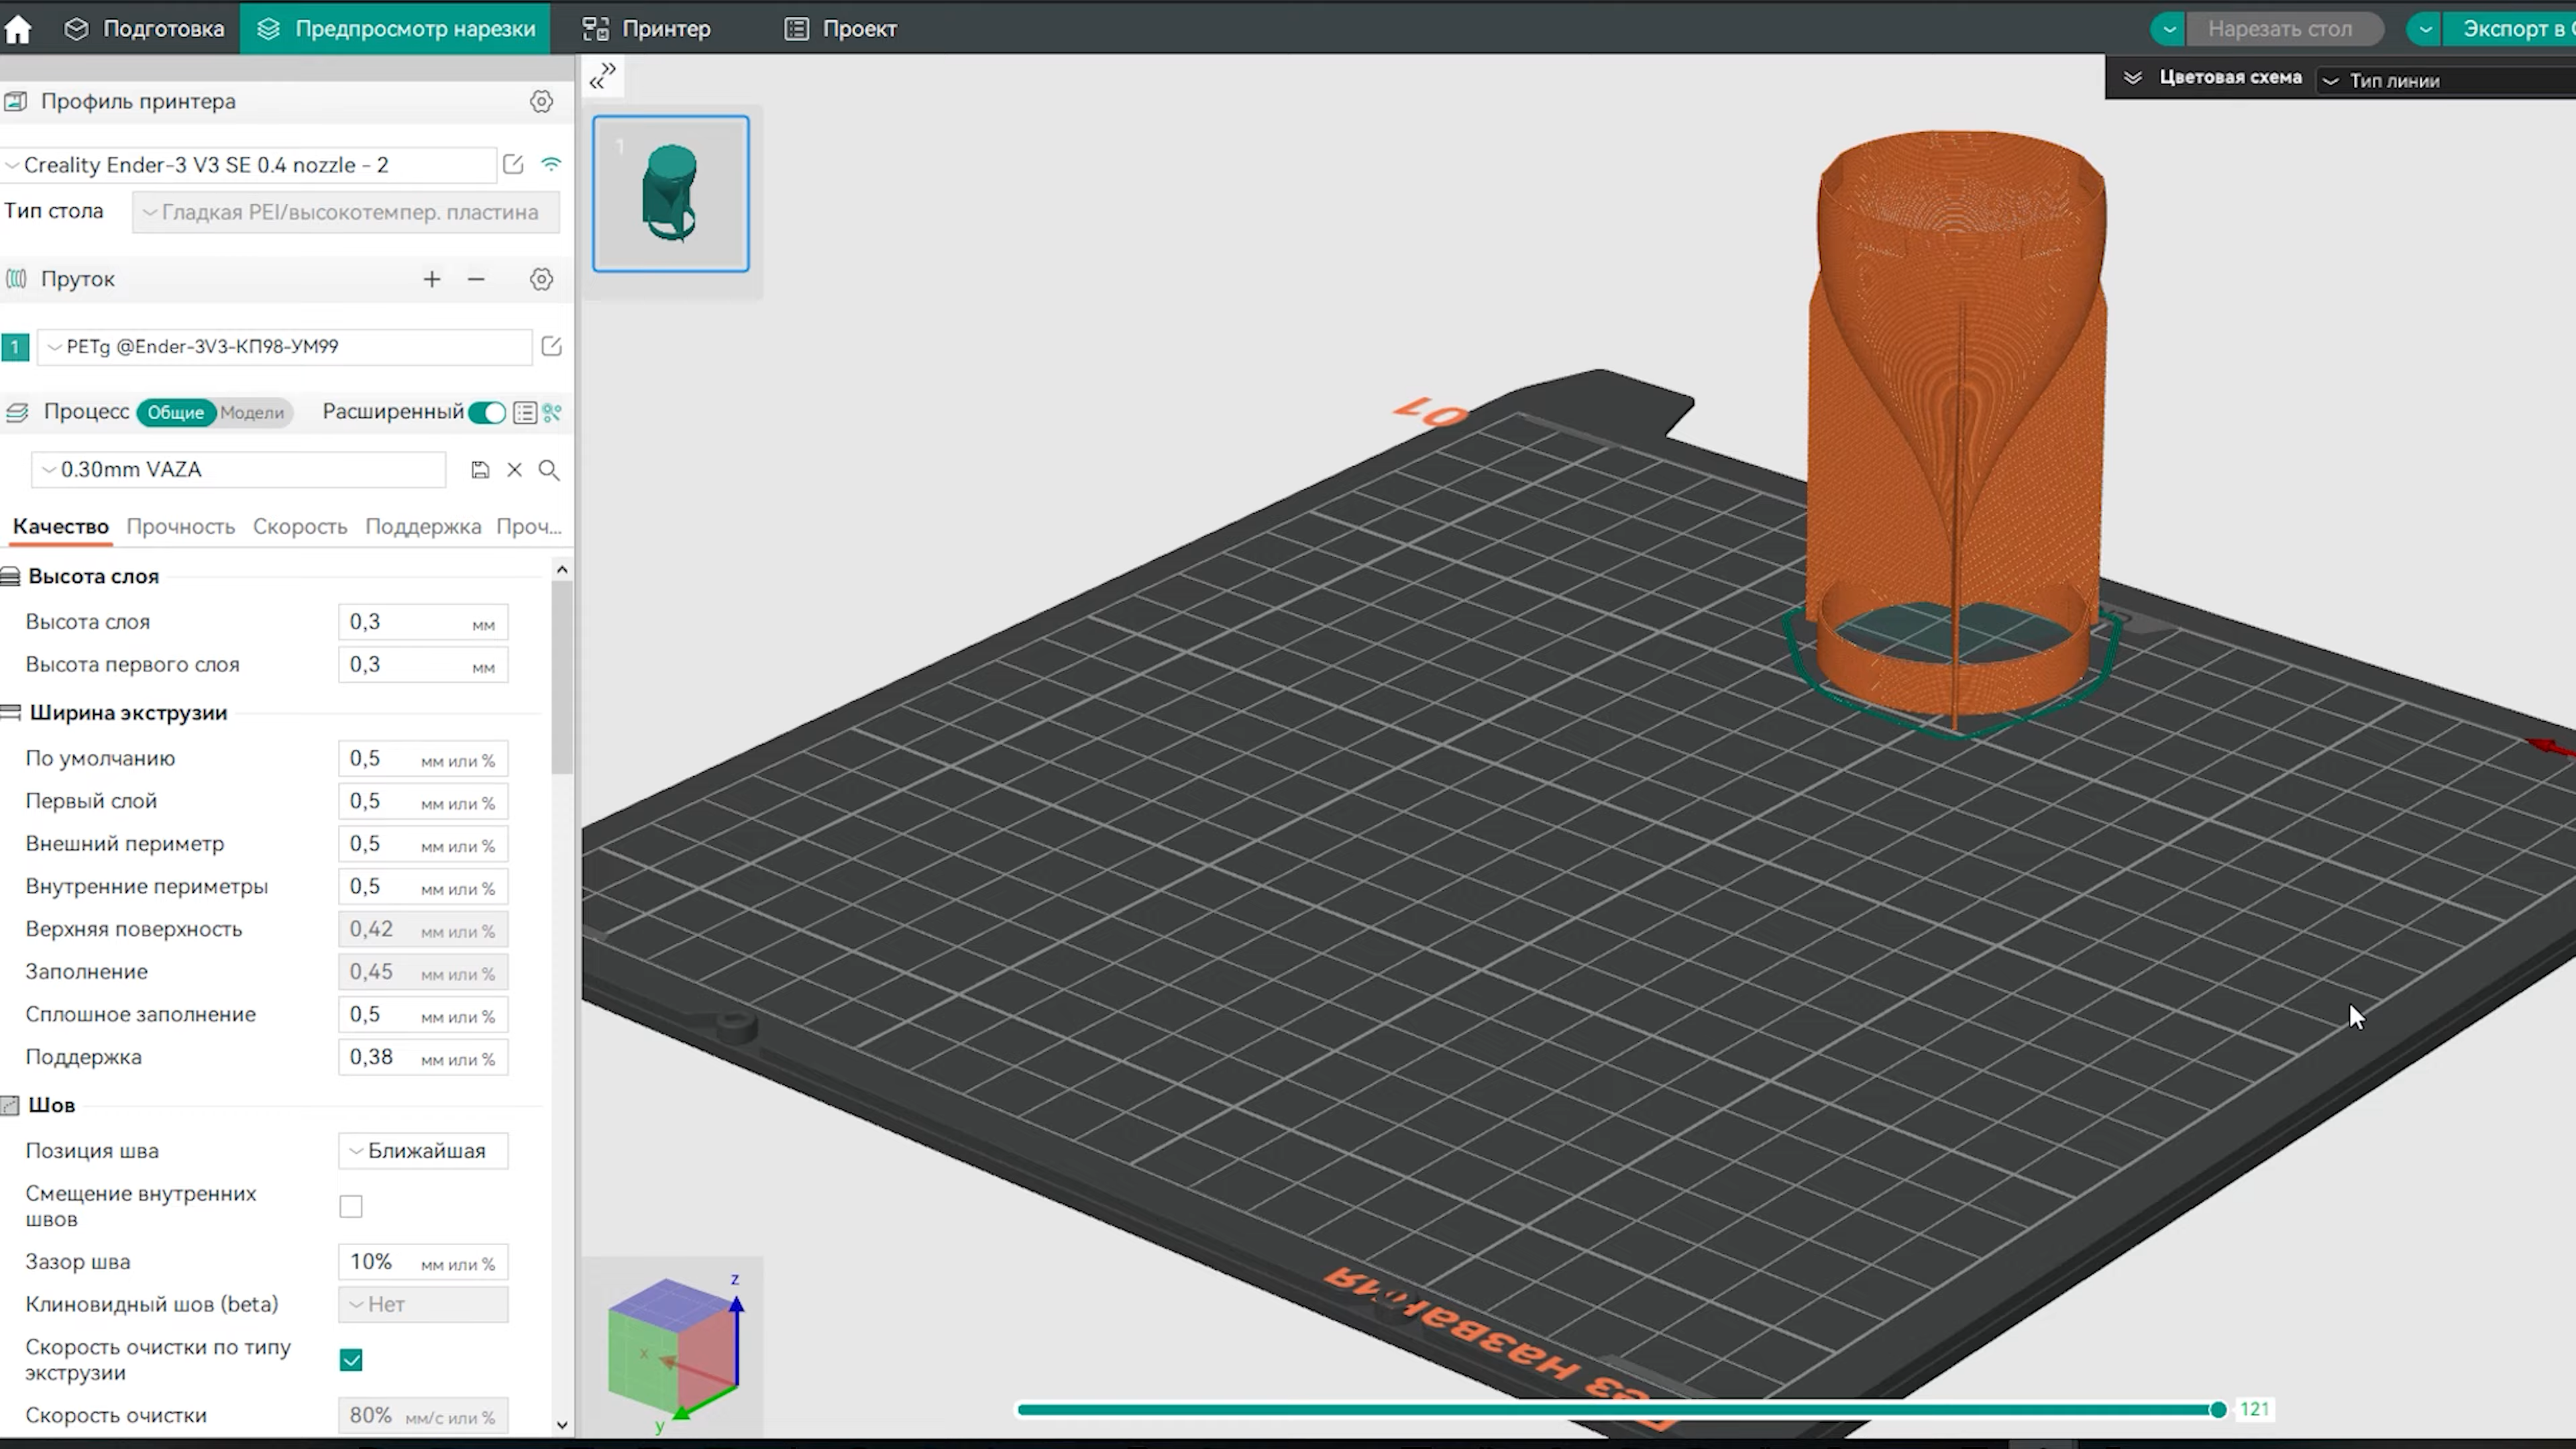 Подготовка
Предпросмотр нарезки
Принтер
Проект
Нарезать стол
Экспорт в
Профиль принтера
Creality Ender-3 V3 SE 0.4 nozzle - 2
Тип стола
Гладкая PEI/высокотемпер. пластина
Пруток
1
PETg @Ender-3V3-КП98-УМ99
Процесс
Общие
Модели
Расширенный
0.30mm VAZA
Качество
Прочность
Скорость
Поддержка
Проч...
Высота слоя
Высота слоя 0,3 мм
Высота первого слоя 0,3 мм
Ширина экструзии
По умолчанию 0,5 мм или %
Первый слой 0,5 мм или %
Внешний периметр 0,5 мм или %
Внутренние периметры 0,5 мм или %
Верхняя поверхность 0,42 мм или %
Заполнение 0,45 мм или %
Сплошное заполнение 0,5 мм или %
Поддержка 0,38 мм или %
Шов
Позиция шва Ближайшая
Смещение внутренних
швов
Зазор шва 10% мм или %
Клиновидный шов (beta) Нет
Скорость очистки по типу
экструзии
Скорость очистки 80% мм/с или %
1
Цветовая схема
Тип линии
01
Без названия
z
x
y
121